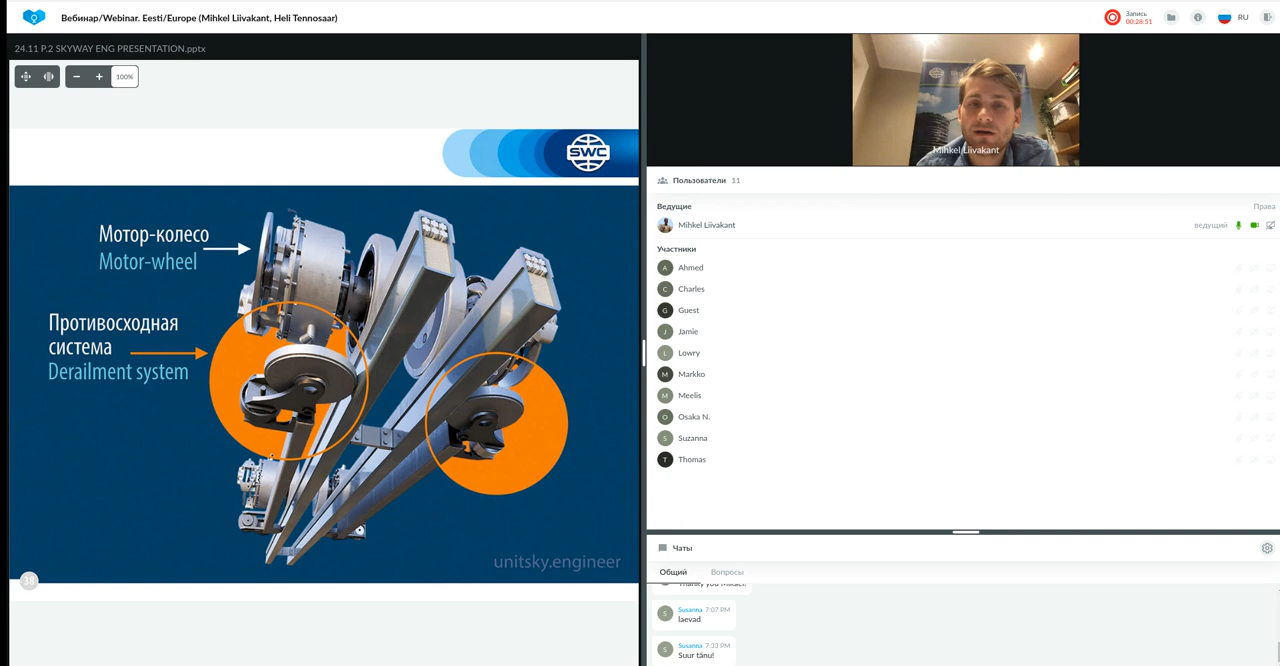 Вебинар/Webinar. Eesti/Europe (Mihkel Liivakant, Heli Tennosaar)
Запись
00:28:51
RU
24.11 P.2 SKYWAY ENG PRESENTATION.pptx
100%
SWC
Мотор-колесо
Motor-wheel
Противосходная
система
Derailment system
unitsky.engineer
38
Mihkel Liivakant
Пользователи 11
Ведущие Права
Mihkel Liivakant ведущий
Участники
A Ahmed
C Charles
G Guest
J Jamie
L Lowry
M Markko
M Meelis
O Osaka N.
S Suzanna
T Thomas
Чаты
Общий Вопросы
S Susanna 7:07 PM
laevad
S Susanna 7:33 PM
Suur tänu!